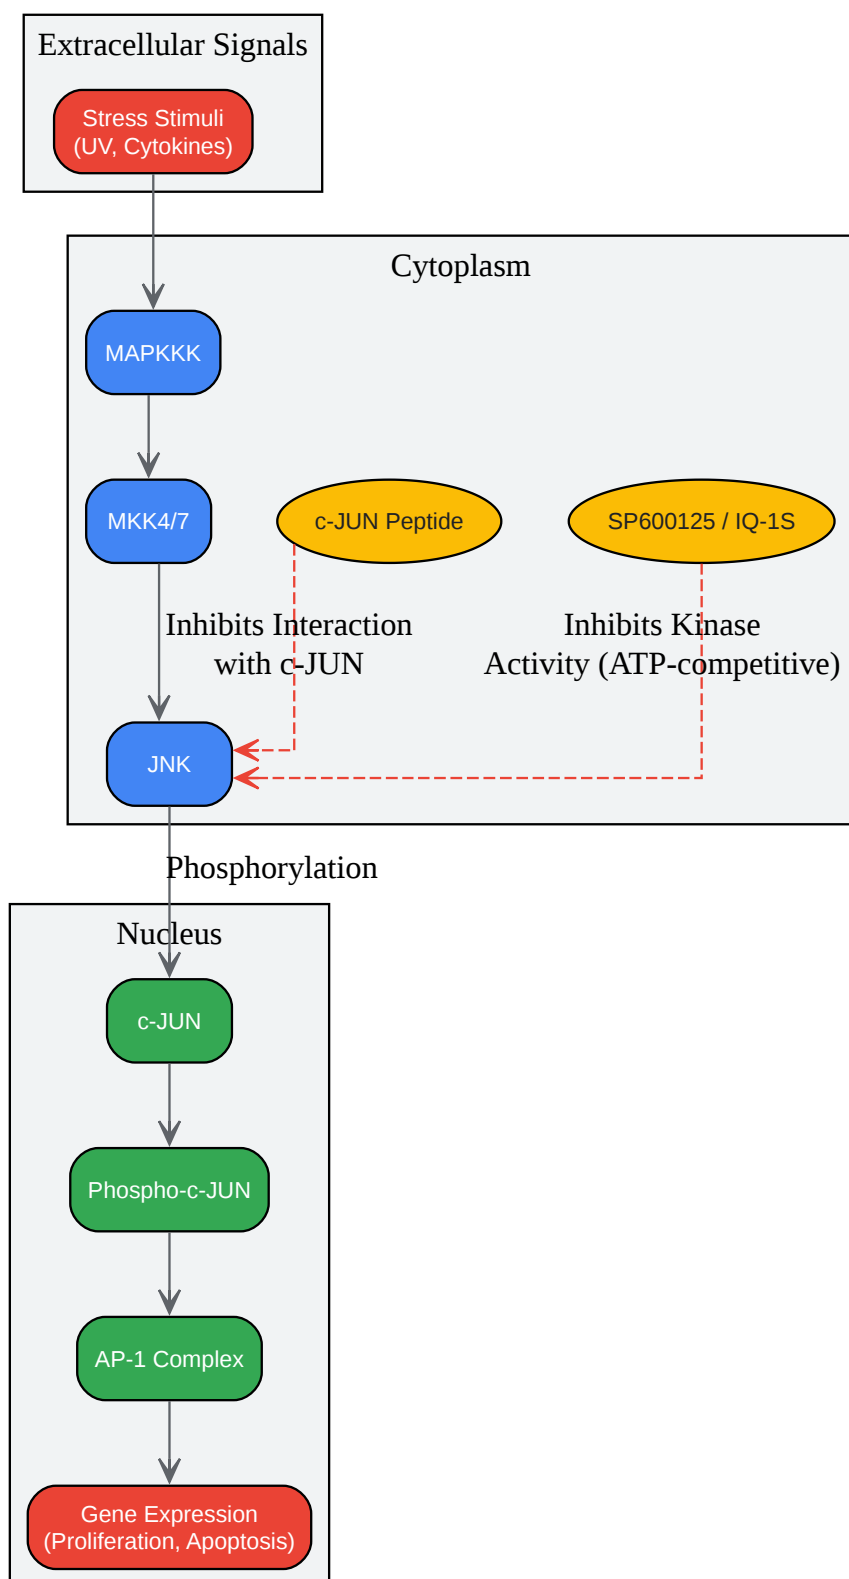 Extracellular Signals
Stress Stimuli
(UV, Cytokines)
Cytoplasm
MAPKKK
MKK4/7
c-JUN Peptide
SP600125 / IQ-1S
Inhibits Interaction
with c-JUN
Inhibits Kinase
Activity (ATP-competitive)
JNK
Phosphorylation
Nucleus
c-JUN
Phospho-c-JUN
AP-1 Complex
Gene Expression
(Proliferation, Apoptosis)